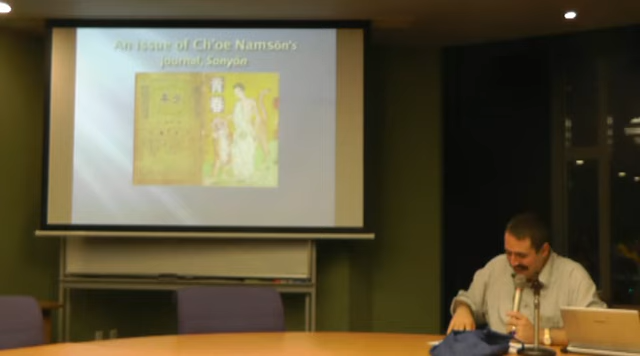 An Issue of Ch'oe Namsŏn's
journal, Sonyŏn
青春